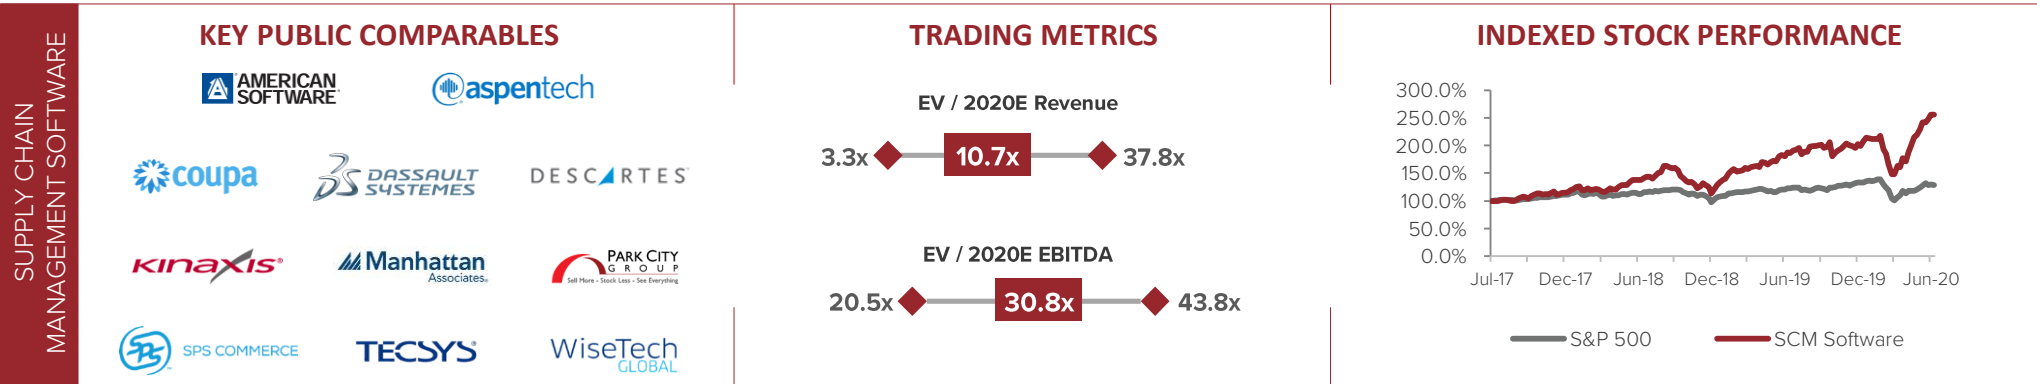 SUPPLY CHAIN
MANAGEMENT SOFTWARE
KEY PUBLIC COMPARABLES
AMERICAN
SOFTWARE
aspentech
coupa
DASSAULT
SYSTEMES
DESCARTES
KINAXIS®
Manhattan
Associates®
PARK CITY
GROUP
Sell More - Stock Less - See Everything
SPS
SPS COMMERCE
TECSYS
WiseTech
GLOBAL
TRADING METRICS
EV / 2020E Revenue
3.3x 10.7x 37.8x
EV / 2020E EBITDA
20.5x 30.8x 43.8x
INDEXED STOCK PERFORMANCE
300.0%
250.0%
200.0%
150.0%
100.0%
50.0%
0.0%
Jul-17 Dec-17 Jun-18 Dec-18 Jun-19 Dec-19 Jun-20
S&P 500 SCM Software